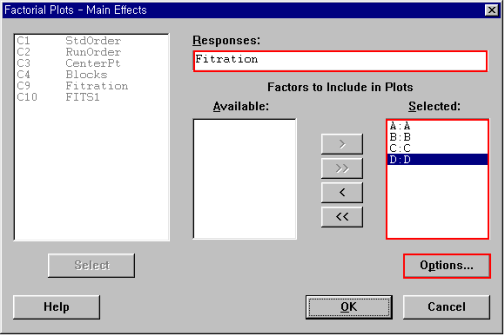 Factorial Plots - Main Effects
C1 StdOrder
C2 RunOrder
C3 CenterPt
C4 Blocks
C9 Fitration
C10 FITS1
Responses:
Fitration
Factors to Include in Plots
Available:
Selected:
A:A
B:B
C:C
D:D
>
>>
<
<<
Select
Options...
Help
OK
Cancel